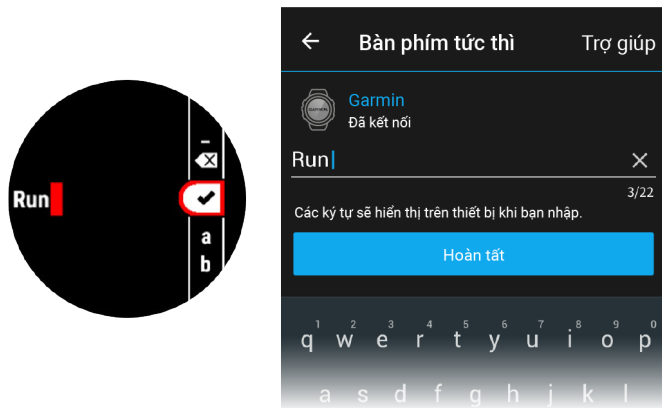 _
Run
a
b
Bàn phím tức thì
Trợ giúp
GARMIN
Garmin
Đã kết nối
Run
3/22
Các ký tự sẽ hiển thị trên thiết bị khi bạn nhập.
Hoàn tất
1 2 3 4 5 6 7 8 9 0
q w e r t y u i o p
a s d f g h j k l